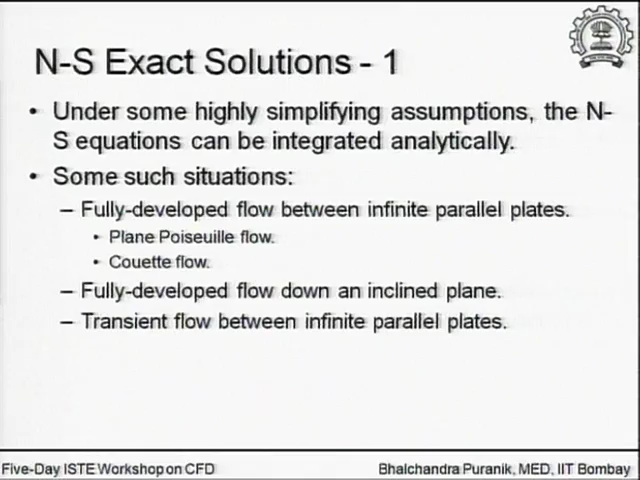 N-S Exact Solutions - 1
• Under some highly simplifying assumptions, the N-
S equations can be integrated analytically.
• Some such situations:
– Fully-developed flow between infinite parallel plates.
• Plane Poiseuille flow.
• Couette flow.
– Fully-developed flow down an inclined plane.
– Transient flow between infinite parallel plates.
Five-Day ISTE Workshop on CFD
Bhalchandra Puranik, MED, IIT Bombay